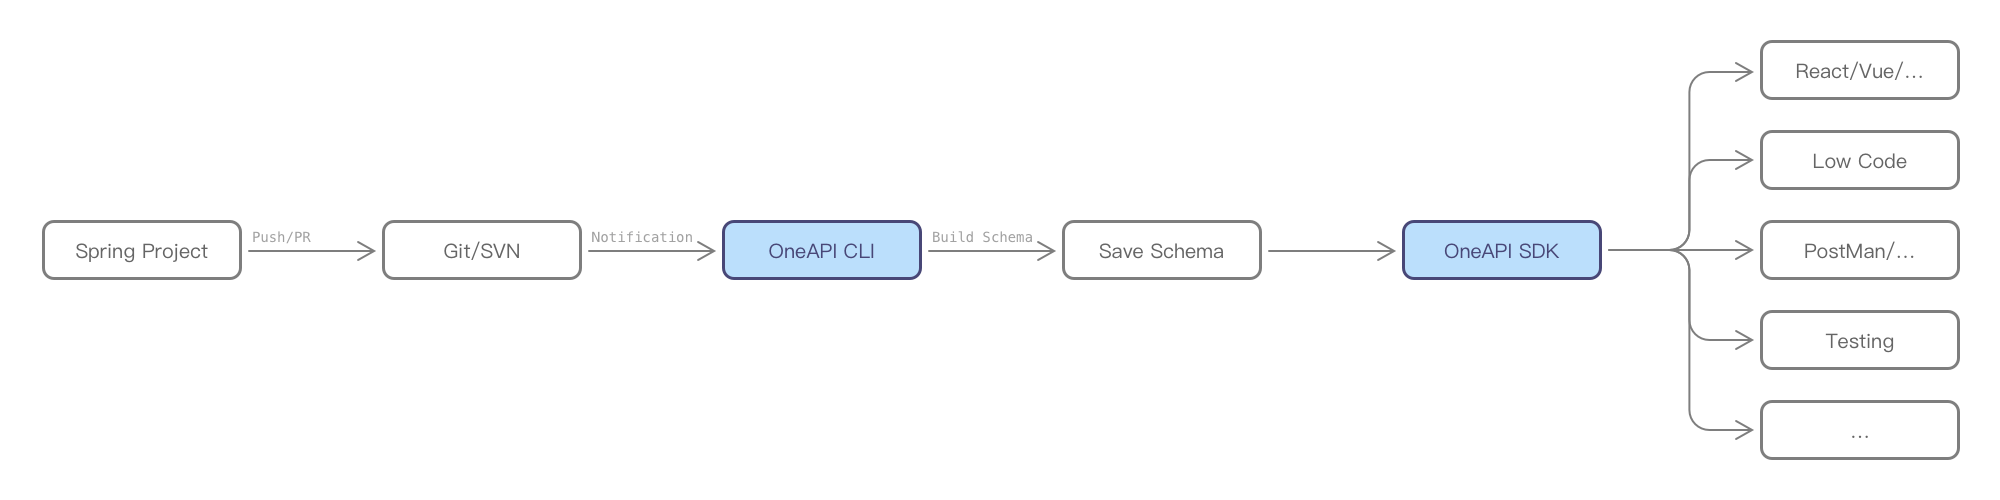 Spring Project
Push/PR
Git/SVN
Notification
OneAPI CLI
Build Schema
Save Schema
OneAPI SDK
React/Vue/...
Low Code
PostMan/...
Testing
...